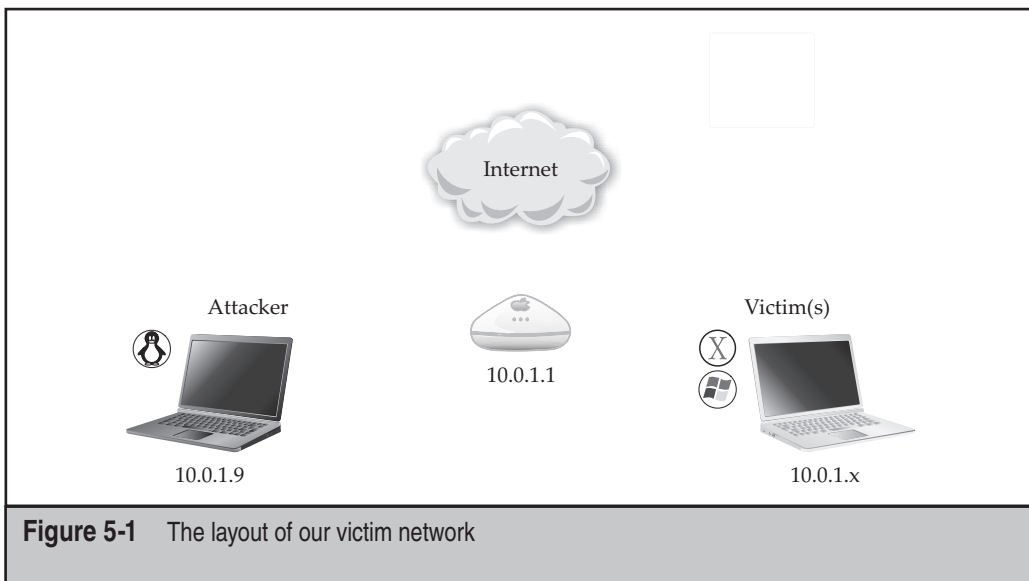 Internet
Attacker
Victim(s)
X
10.0.1.1
10.0.1.9
10.0.1.x
Figure 5-1 The layout of our victim network